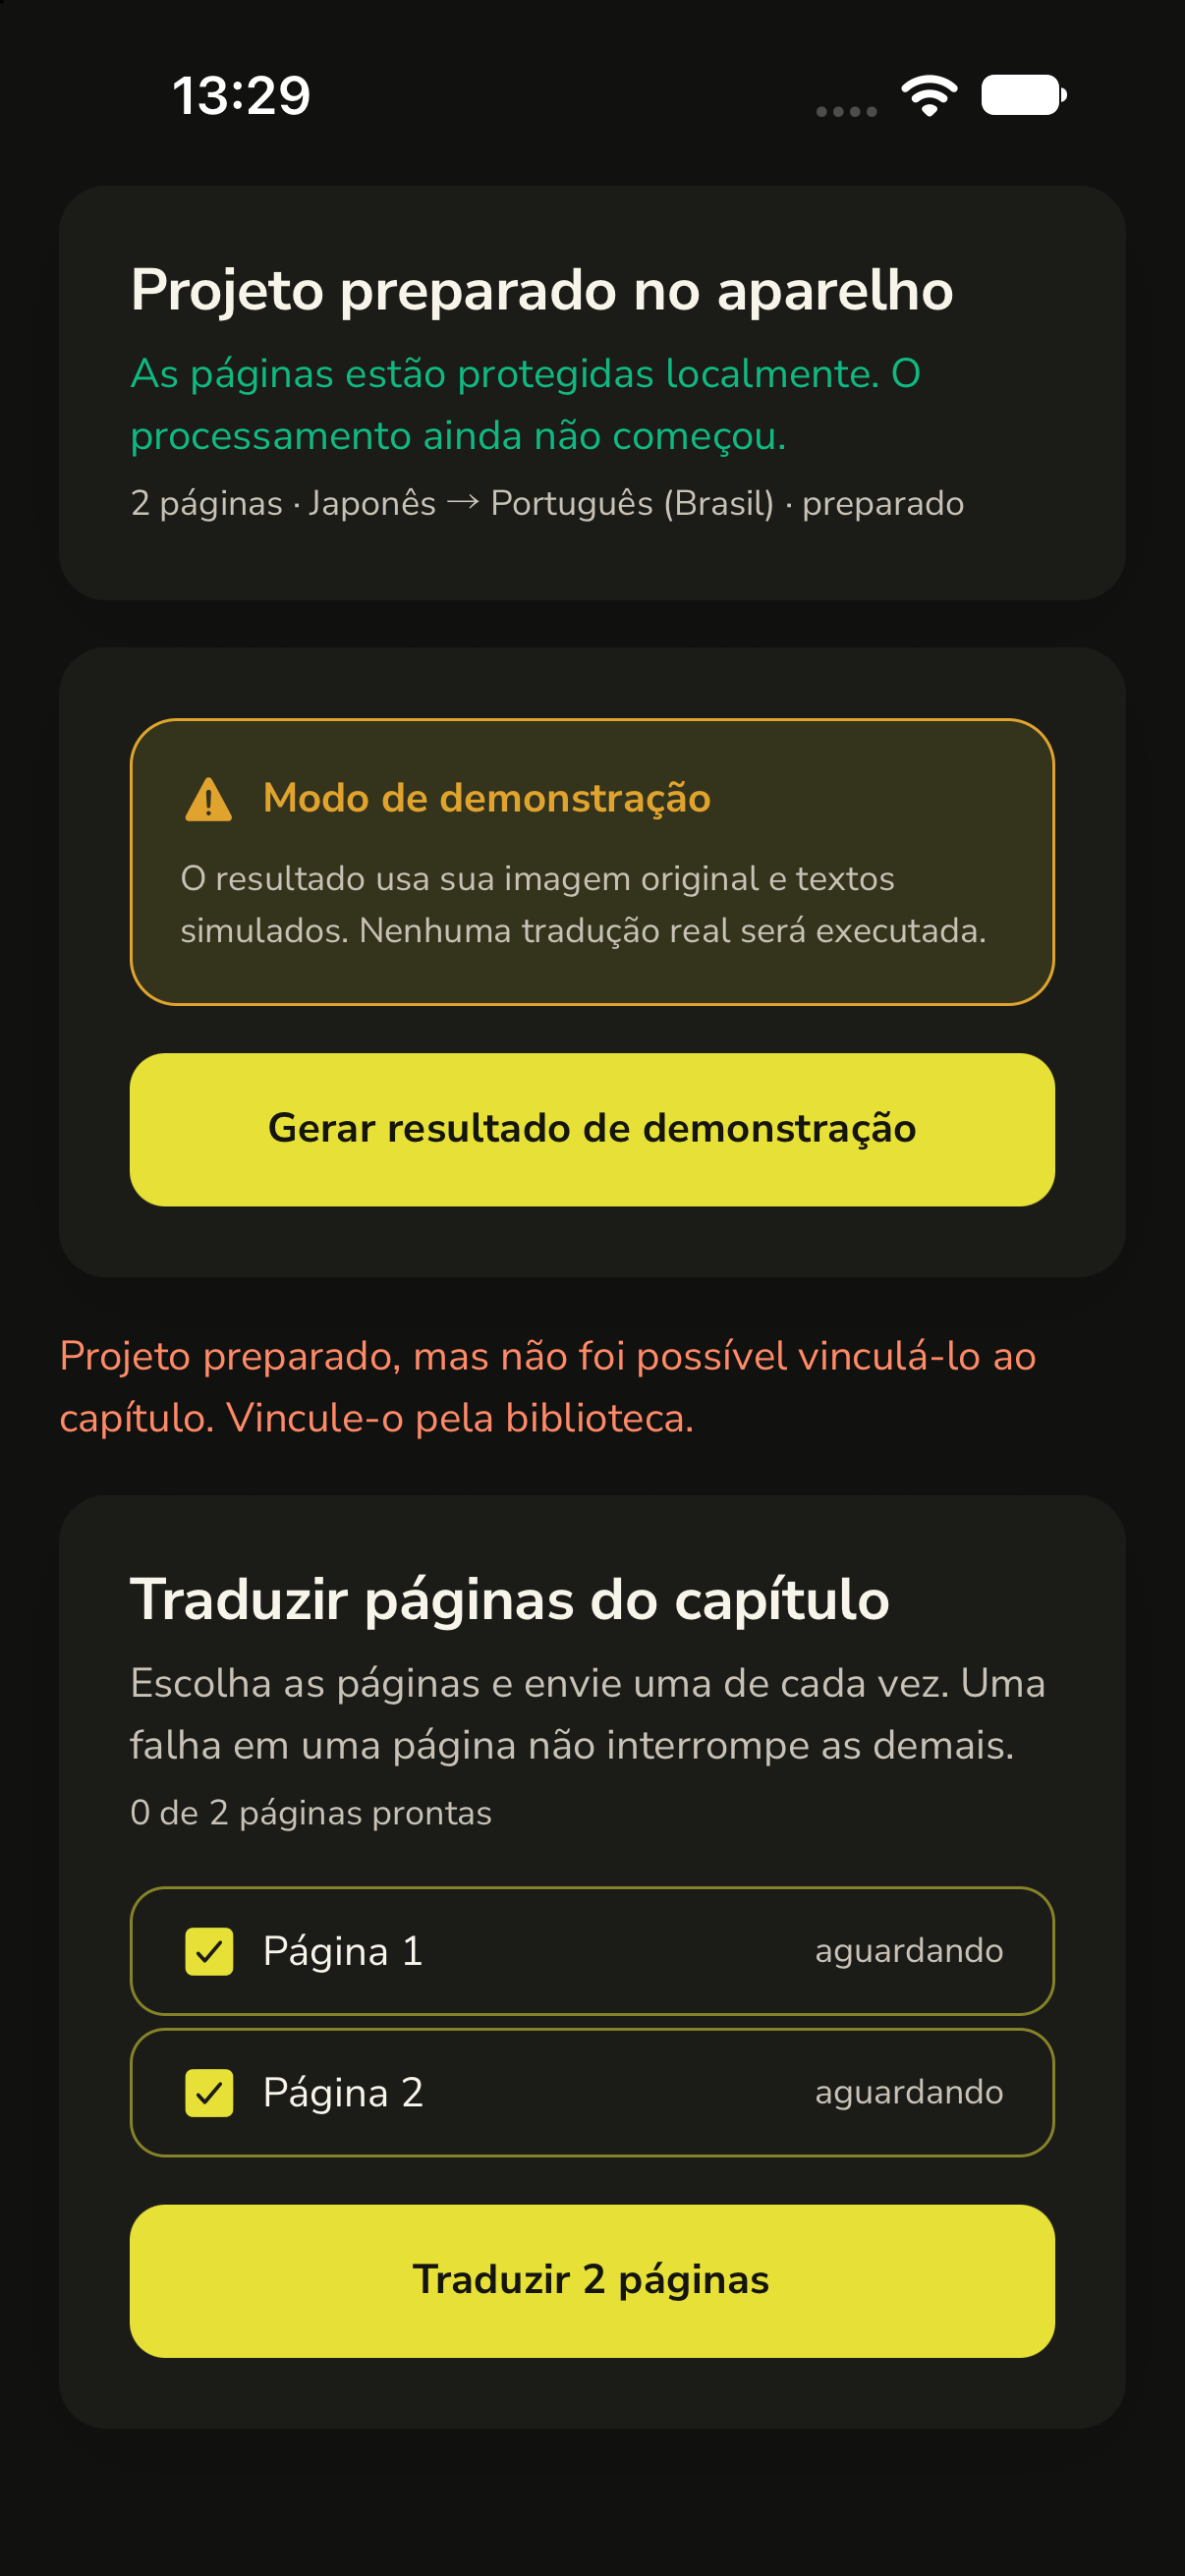 13:29
Projeto preparado no aparelho
As páginas estão protegidas localmente. O
processamento ainda não começou.
2 páginas · Japonês → Português (Brasil) · preparado
Modo de demonstração
O resultado usa sua imagem original e textos
simulados. Nenhuma tradução real será executada.
Gerar resultado de demonstração
Projeto preparado, mas não foi possível vinculá-lo ao
capítulo. Vincule-o pela biblioteca.
Traduzir páginas do capítulo
Escolha as páginas e envie uma de cada vez. Uma
falha em uma página não interrompe as demais.
0 de 2 páginas prontas
Página 1 aguardando
Página 2 aguardando
Traduzir 2 páginas